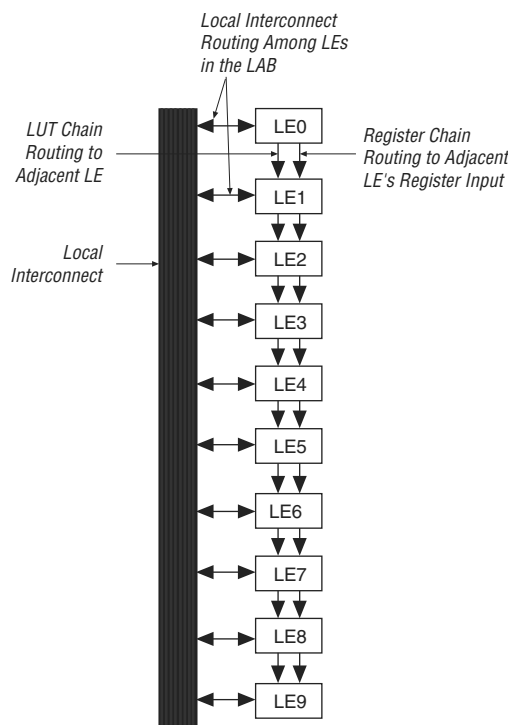 Local Interconnect
Routing Among LEs
in the LAB
LUT Chain
Routing to
Adjacent LE
Register Chain
Routing to Adjacent
LE's Register Input
Local
Interconnect
LE0
LE1
LE2
LE3
LE4
LE5
LE6
LE7
LE8
LE9